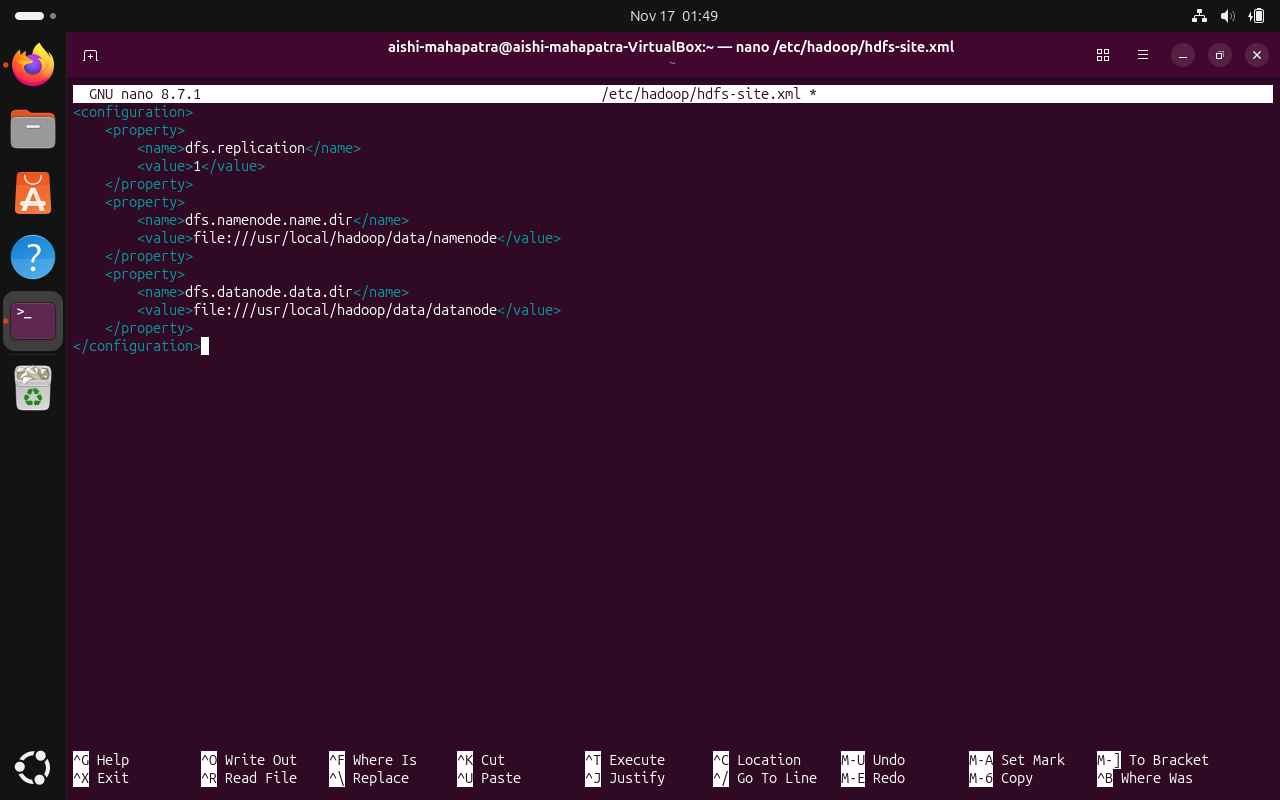 Nov 17 01:49
aishi-mahapatra@aishi-mahapatra-VirtualBox:~ — nano /etc/hadoop/hdfs-site.xml
~
GNU nano 8.7.1 /etc/hadoop/hdfs-site.xml *
<configuration>
    <property>
        <name>dfs.replication</name>
        <value>1</value>
    </property>
    <property>
        <name>dfs.namenode.name.dir</name>
        <value>file:///usr/local/hadoop/data/namenode</value>
    </property>
    <property>
        <name>dfs.datanode.data.dir</name>
        <value>file:///usr/local/hadoop/data/datanode</value>
    </property>
</configuration>
^G Help ^O Write Out ^F Where Is ^K Cut ^T Execute ^C Location M-U Undo M-A Set Mark M-] To Bracket
^X Exit ^R Read File ^\ Replace ^U Paste ^J Justify ^/ Go To Line M-E Redo M-6 Copy ^B Where Was